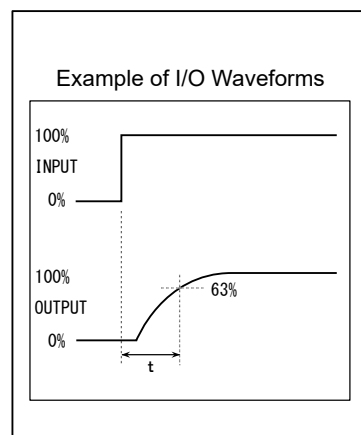 Example of I/O Waveforms
100%
INPUT
0%
100%
63%
OUTPUT
0%
t